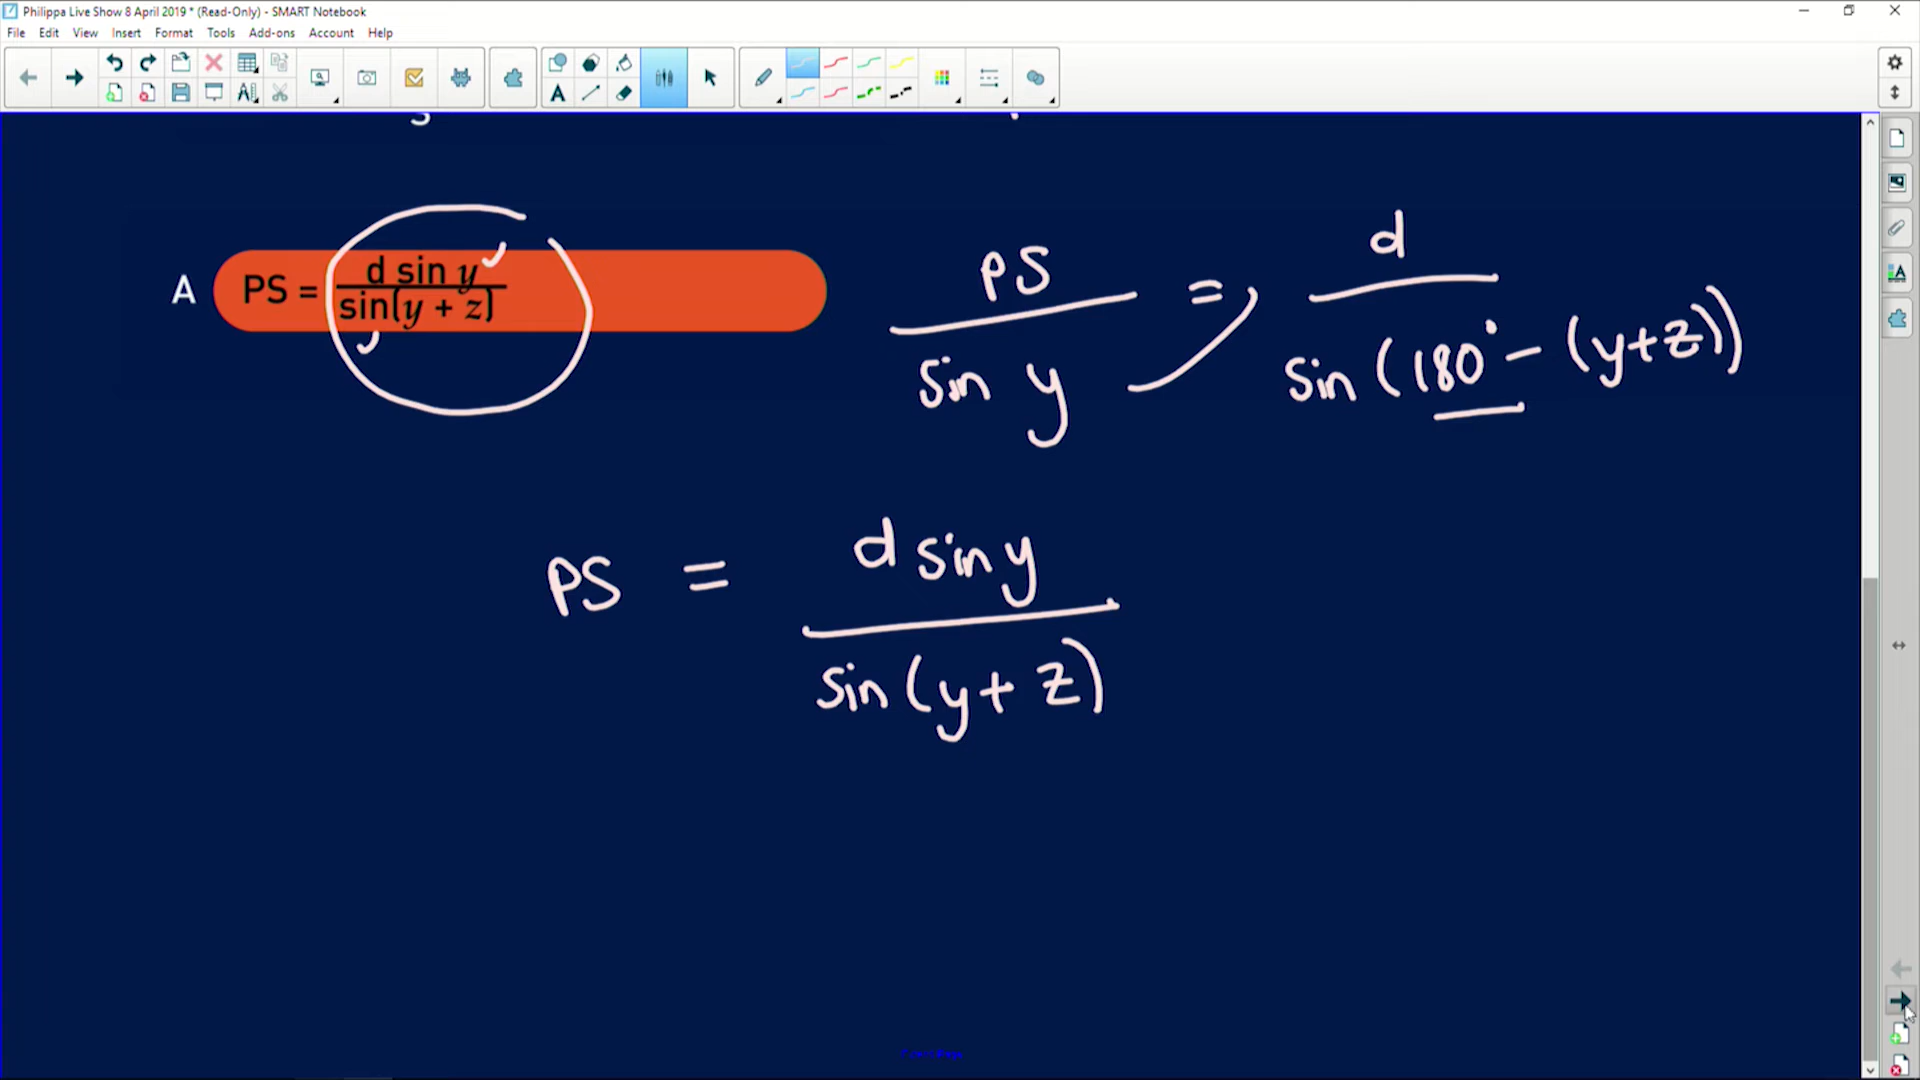 Philippa Live Show 8 April 2019 * (Read-Only) - SMART Notebook
File Edit View Insert Format Tools Add-ons Account Help
A PS = d sin y
sin(y + z)
PS = d
sin y sin (180° - (y+z))
PS = d sin y
sin (y + z)